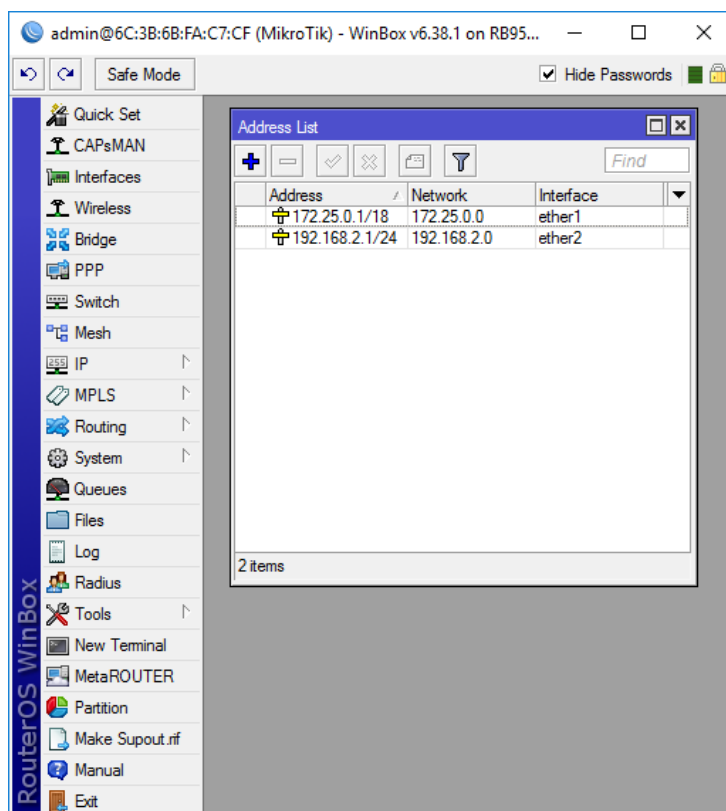 admin@6C:3B:6B:FA:C7:CF (MikroTik) - WinBox v6.38.1 on RB95...
Safe Mode
Hide Passwords
Quick Set
CAPsMAN
Interfaces
Wireless
Bridge
PPP
Switch
Mesh
255 IP
MPLS
Routing
System
Queues
Files
Log
Radius
Tools
New Terminal
MetaROUTER
Partition
Make Supout.rif
Manual
Exit
RouterOS WinBox
Address List
Find
Address Network Interface
172.25.0.1/18 172.25.0.0 ether1
192.168.2.1/24 192.168.2.0 ether2
2 items